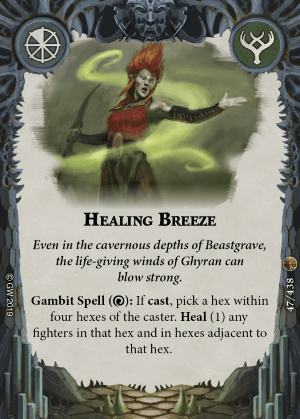 HEALING BREEZE
Even in the cavernous depths of Beastgrave,
the life-giving winds of Ghyran can
blow strong.
Gambit Spell (): If cast, pick a hex within
four hexes of the caster. Heal (1) any
fighters in that hex and in hexes adjacent to
that hex.
© GW 2019
47/438